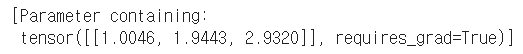 [Parameter containing:
tensor([[1.0046, 1.9443, 2.9320]], requires_grad=True)]